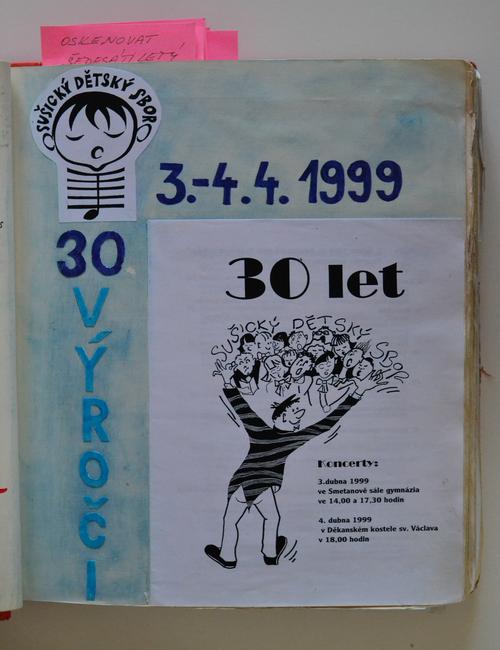 OSKENOVAT
ŠEDESÁTILETÝ
SUŠICKÝ DĚTSKÝ SBOR
3.-4.4.1999
30
VÝROČÍ
30 let
SUŠICKÝ DĚTSKÝ SBOR
Koncerty:
3.dubna 1999
ve Smetanově sále gymnázia
ve 14,00 a 17,30 hodin
4. dubna 1999
v Děkanském kostele sv. Václava
v 18,00 hodin